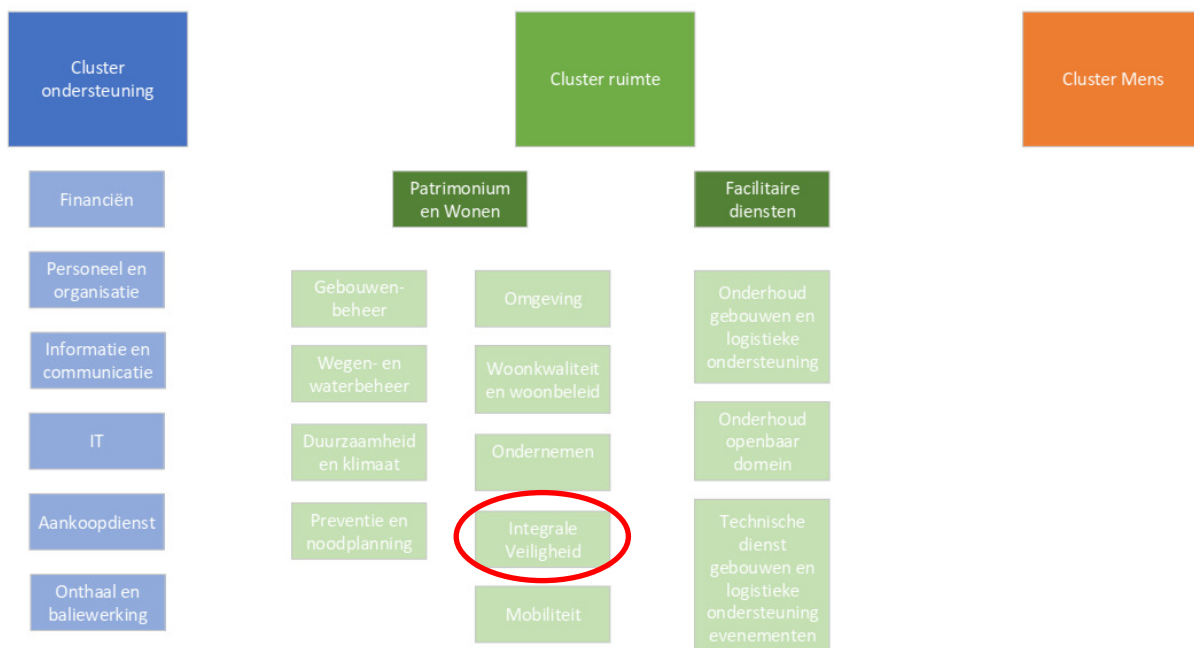 Cluster
ondersteuning
Cluster ruimte
Cluster Mens
Financiën
Personeel en
organisatie
Informatie en
communicatie
IT
Aankoopdienst
Onthaal en
baliewerking
Patrimonium
en Wonen
Facilitaire
diensten
Gebouwen-
beheer
Wegen- en
waterbeheer
Duurzaamheid
en klimaat
Preventie en
noodplanning
Omgeving
Woonkwaliteit
en woonbeleid
Ondernemen
Integrale
Veiligheid
Mobiliteit
Onderhoud
gebouwen en
logistieke
ondersteuning
Onderhoud
openbaar
domein
Technische
dienst
gebouwen en
logistieke
ondersteuning
evenementen